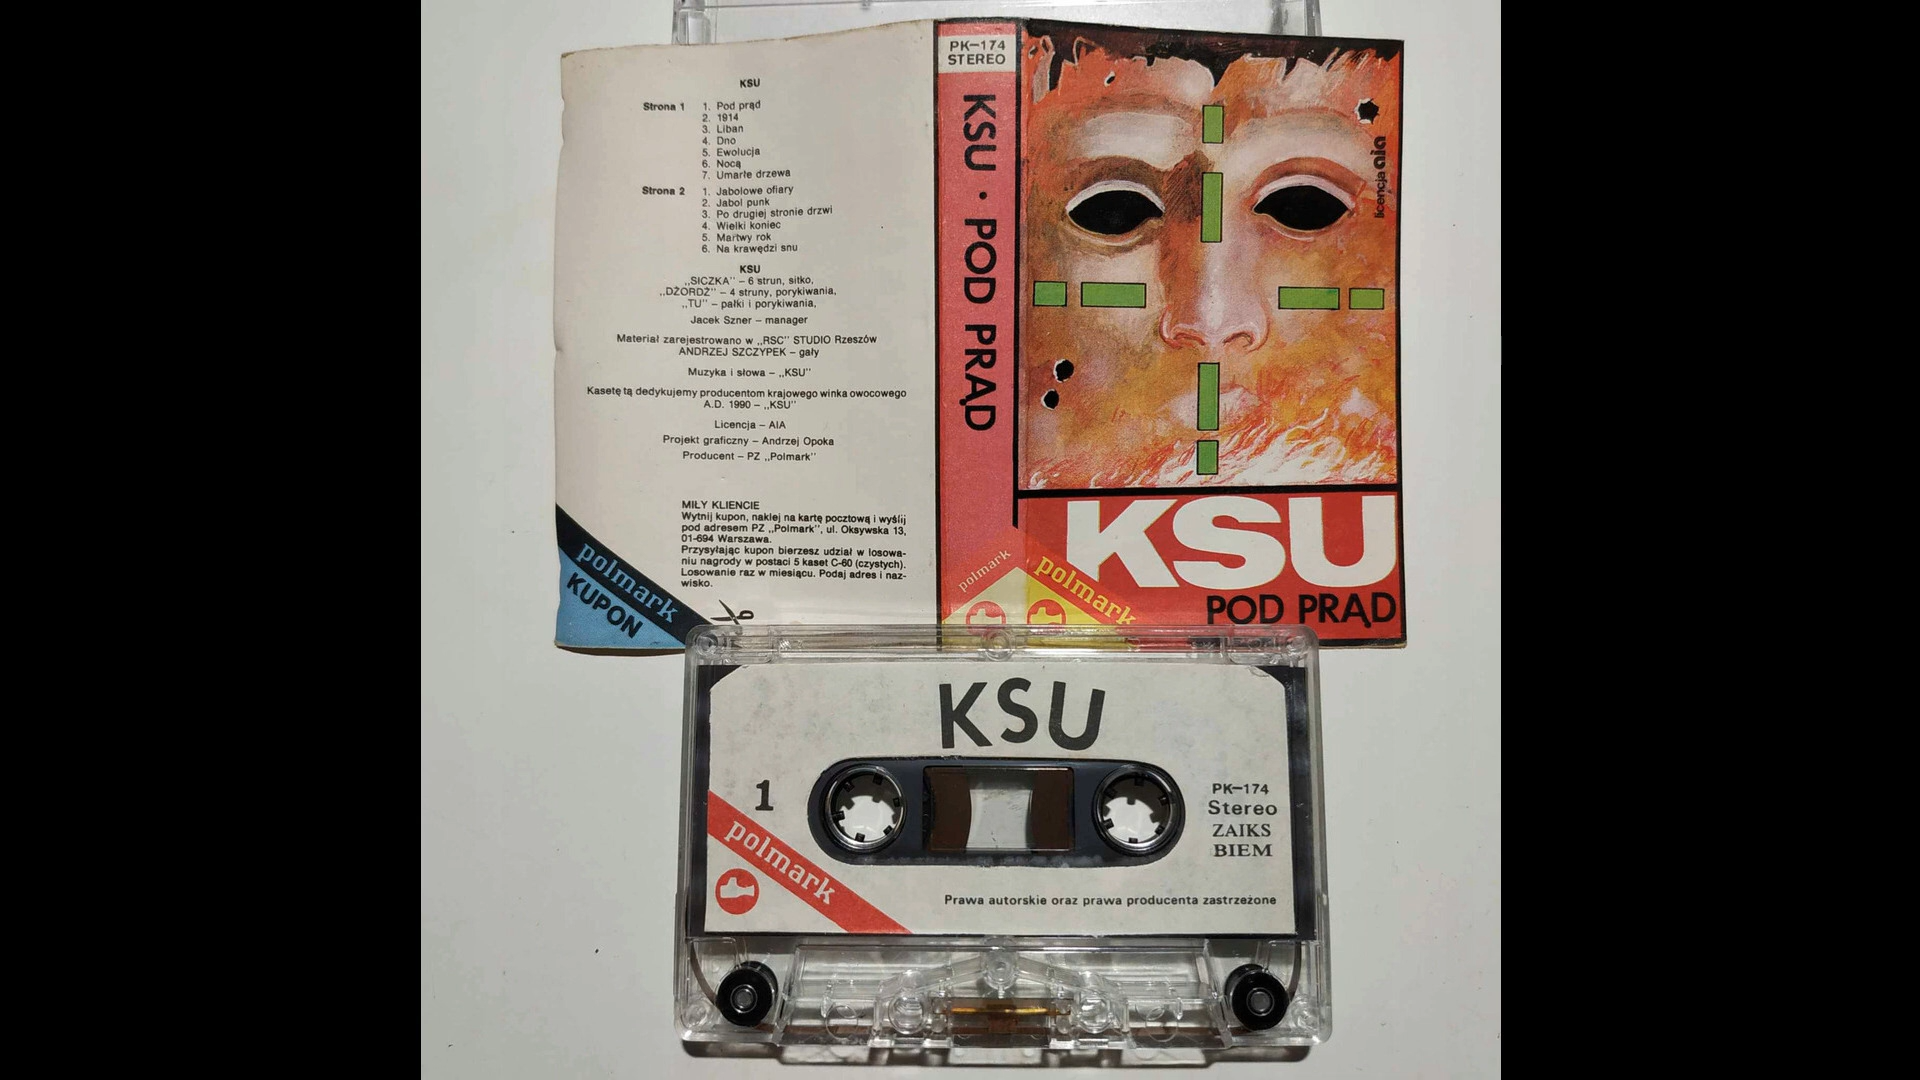 KSU
Strona 1 1. Pod prąd
2. 1914
3. Liban
4. Dno
5. Ewolucja
6. Nocą
7. Umarłe drzewa
Strona 2 1. Jabolowe ofiary
2. Jabol punk
3. Po drugiej stronie drzwi
4. Wielki koniec
5. Martwy rok
6. Na krawędzi snu
KSU
,,SICZKA'' – 6 strun, sitko,
,,DŻORDŻ'' – 4 struny, porykiwania,
,,TU'' – pałki i porykiwania,
Jacek Szner – manager
Materiał zarejestrowano w ,,RSC'' STUDIO Rzeszów
ANDRZEJ SZCZYPEK – gały
Muzyka i słowa – ,,KSU''
Kasetę tą dedykujemy producentom krajowego winka owocowego
A.D. 1990 – ,,KSU''
Licencja – AIA
Projekt graficzny – Andrzej Opoka
Producent – PZ ,,Polmark''
MIŁY KLIENCIE
Wytnij kupon, naklej na kartę pocztową i wyślij
pod adresem PZ ,,Polmark'', ul. Oksywska 13,
01-694 Warszawa.
Przysyłając kupon bierzesz udział w losowa-
niu nagrody w postaci 5 kaset C-60 (czystych).
Losowanie raz w miesiącu. Podaj adres i naz-
wisko.
polmark
KUPON
PK–174
STEREO
KSU · POD PRĄD
polmark
licencja aia
polmark
KSU
POD PRĄD
KSU
1
polmark
PK–174
Stereo
ZAIKS
BIEM
Prawa autorskie oraz prawa producenta zastrzeżone